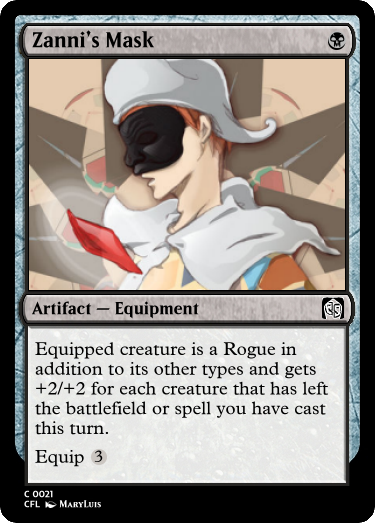 Zanni's Mask
Artifact — Equipment
Equipped creature is a Rogue in
addition to its other types and gets
+2/+2 for each creature that has left
the battlefield or spell you have cast
this turn.
Equip 3
C 0021
CFL MaryLuis